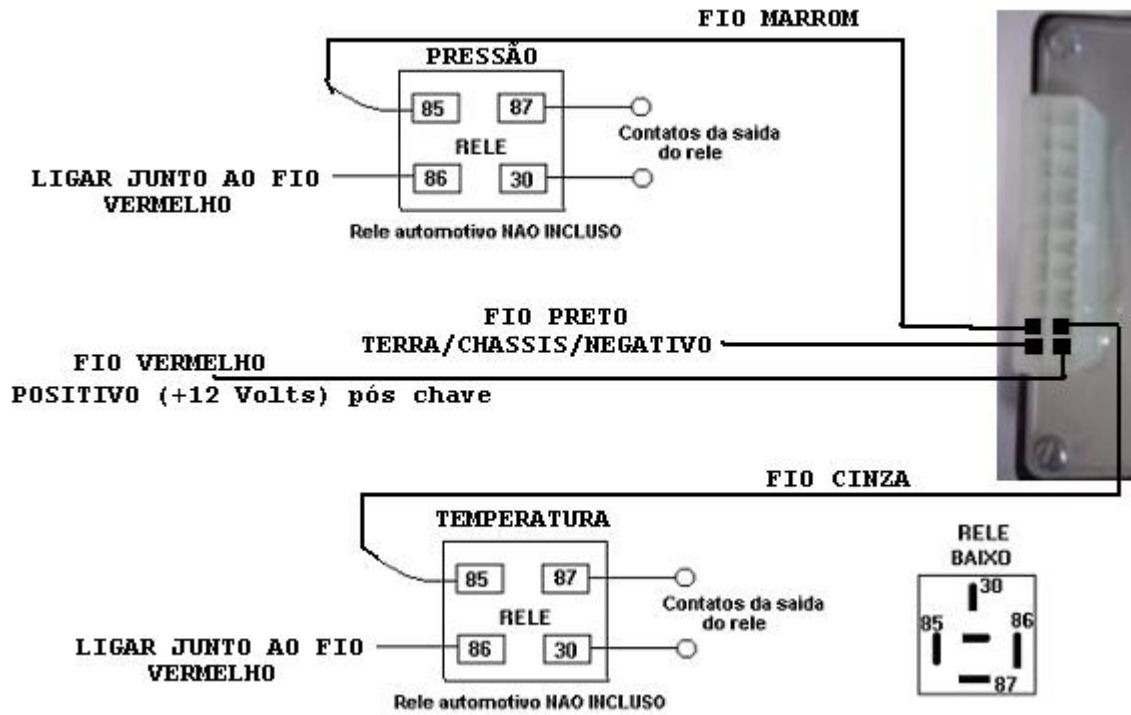 FIO MARROM
PRESSÃO
85
87
RELE
86
30
Contatos da saida
do rele
LIGAR JUNTO AO FIO
VERMELHO
Rele automotivo NAO INCLUSO
FIO PRETO
TERRA/CHASSIS/NEGATIVO
FIO VERMELHO
POSITIVO (+12 Volts) pós chave
FIO CINZA
TEMPERATURA
85
87
RELE
86
30
Contatos da saida
do rele
LIGAR JUNTO AO FIO
VERMELHO
Rele automotivo NAO INCLUSO
RELE
BAIXO
30
85
86
87